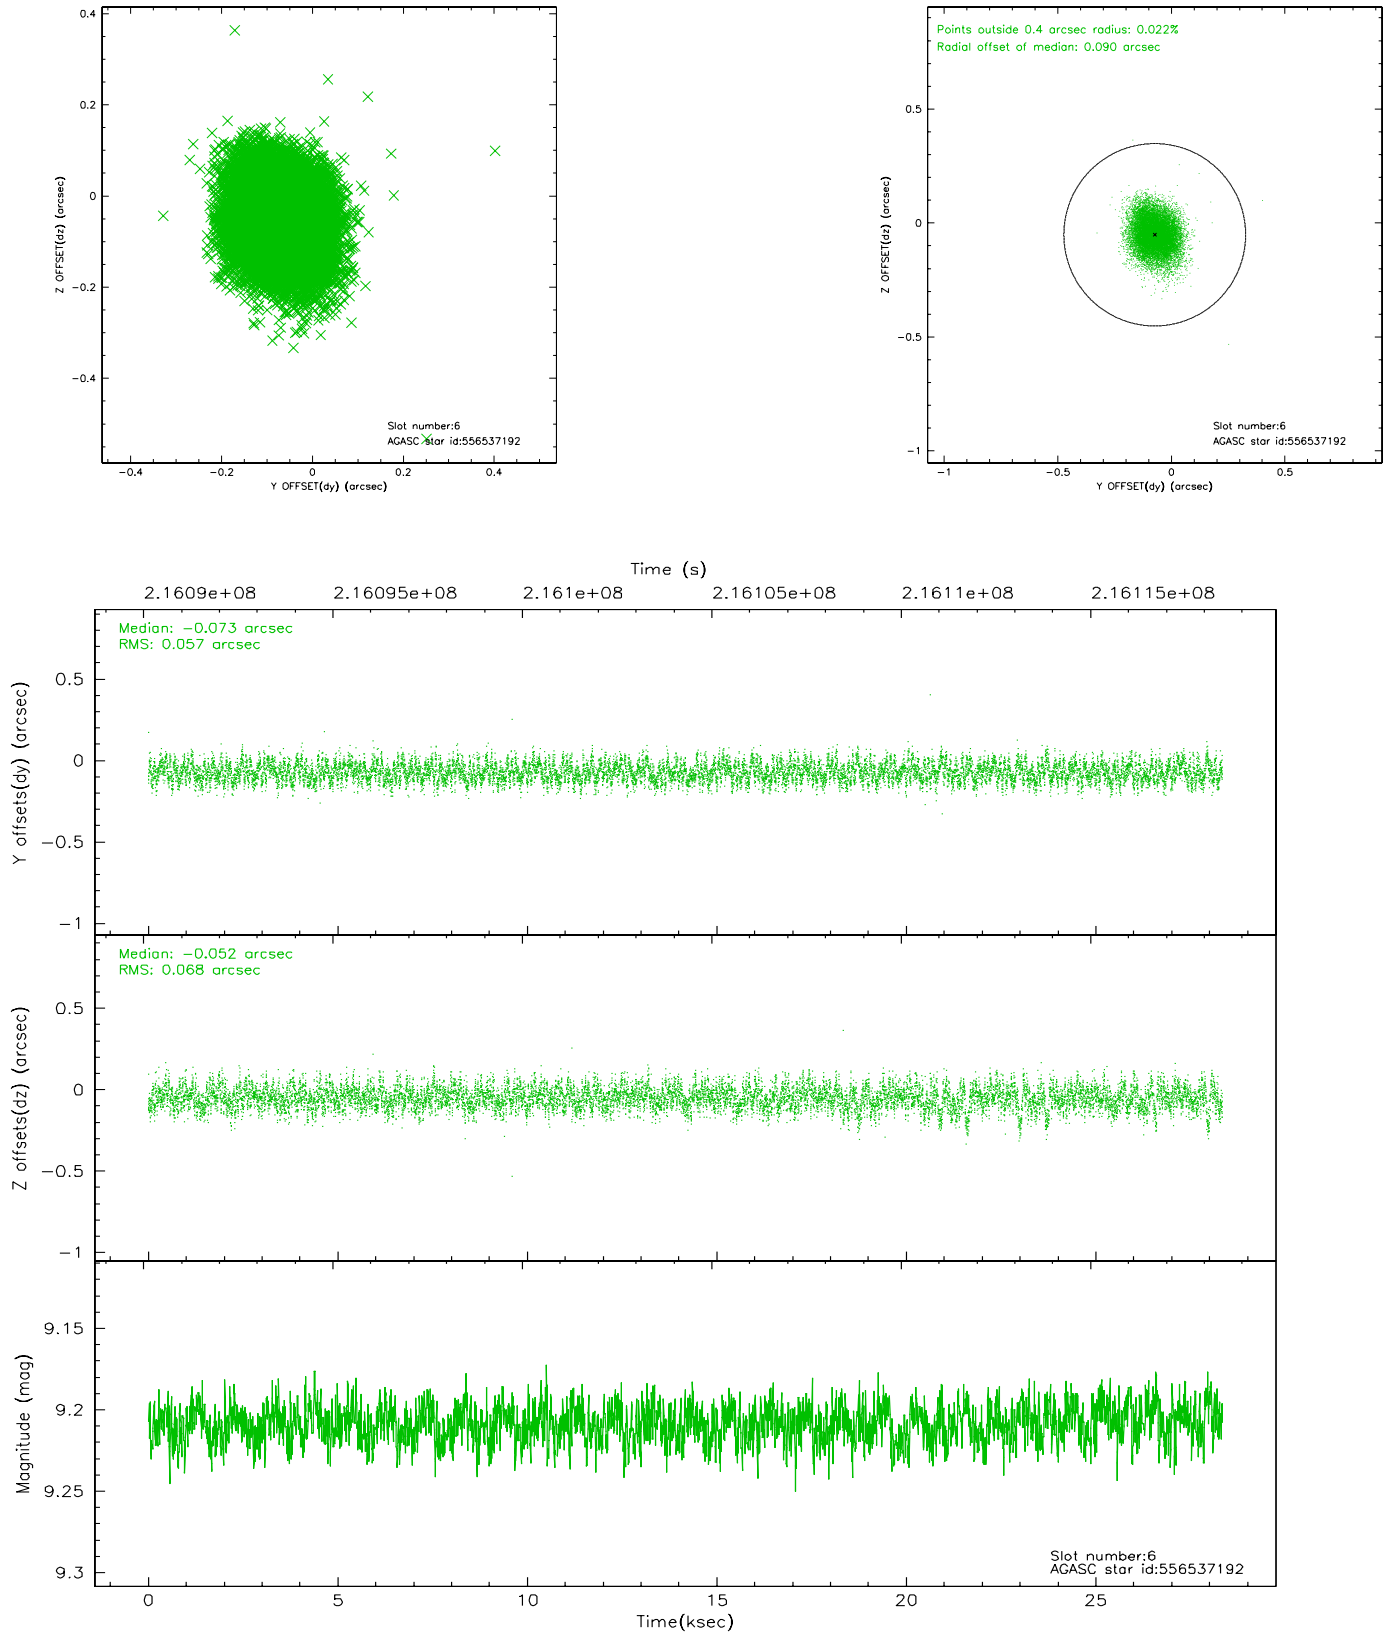 0.4
0.2
0
−0.2
−0.4
Z OFFSET(dz) (arcsec)
Slot number:6
AGASC star id:556537192
−0.4
−0.2
0
0.2
0.4
Y OFFSET(dy) (arcsec)
Points outside 0.4 arcsec radius: 0.022%
Radial offset of median: 0.090 arcsec
0.5
0
−0.5
−1
Z OFFSET(dz) (arcsec)
Slot number:6
AGASC star id:556537192
−1
−0.5
0
0.5
Y OFFSET(dy) (arcsec)
Time (s)
2.1609e+08
2.16095e+08
2.161e+08
2.16105e+08
2.1611e+08
2.16115e+08
Median: −0.073 arcsec
RMS: 0.057 arcsec
0.5
0
−0.5
−1
Y offsets(dy) (arcsec)
Median: −0.052 arcsec
RMS: 0.068 arcsec
0.5
0
−0.5
−1
Z offsets(dz) (arcsec)
9.15
9.2
9.25
9.3
Magnitude (mag)
Slot number:6
AGASC star id:556537192
0
5
10
15
20
25
Time(ksec)